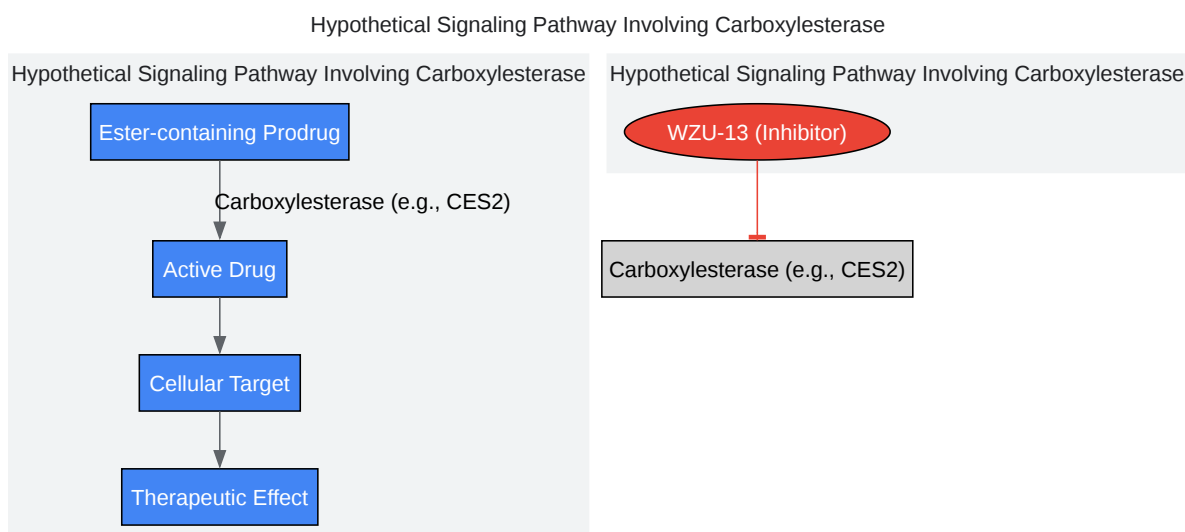 Hypothetical Signaling Pathway Involving Carboxylesterase
Hypothetical Signaling Pathway Involving Carboxylesterase
Ester-containing Prodrug
Carboxylesterase (e.g., CES2)
Active Drug
Cellular Target
Therapeutic Effect
Hypothetical Signaling Pathway Involving Carboxylesterase
WZU-13 (Inhibitor)
Carboxylesterase (e.g., CES2)